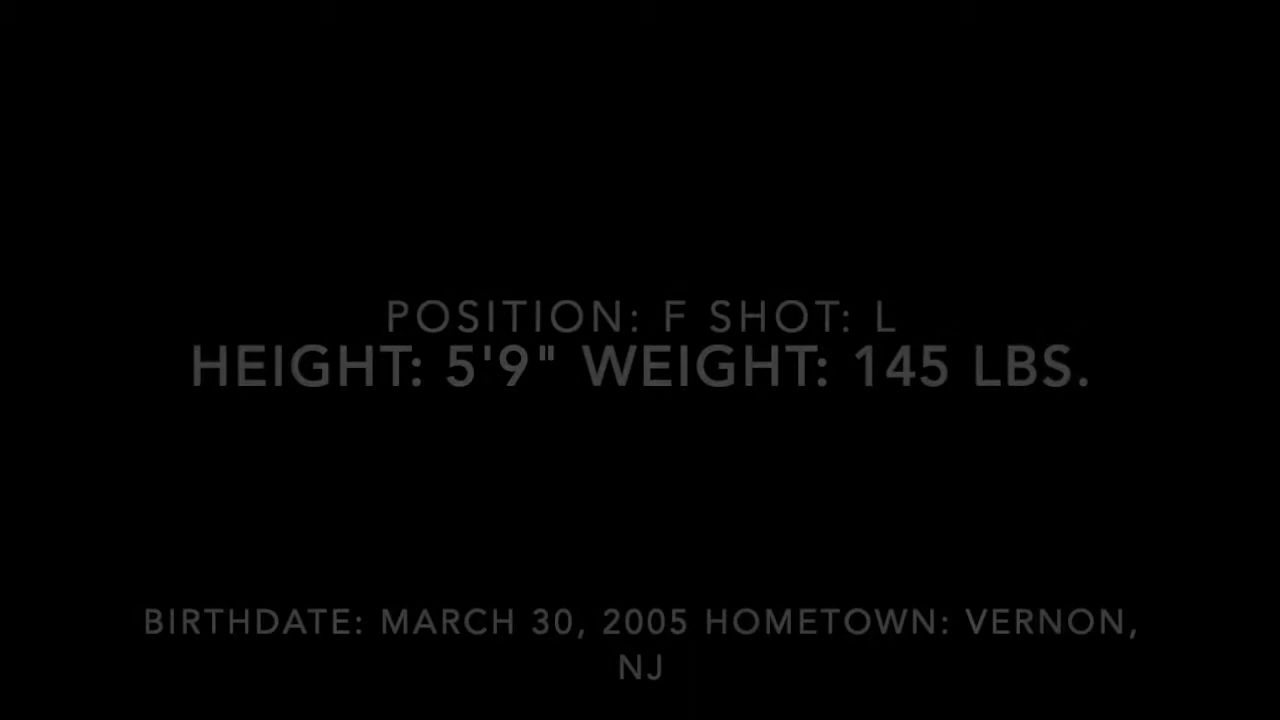 POSITION: F SHOT: L
HEIGHT: 5'9" WEIGHT: 145 LBS.
BIRTHDATE: MARCH 30, 2005 HOMETOWN: VERNON,
NJ